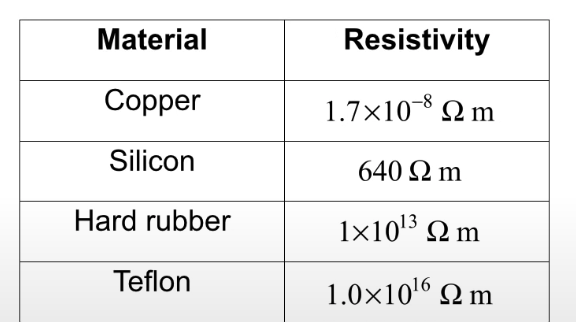 Material Resistivity
Copper 1.7×10⁻⁸ Ω m
Silicon 640 Ω m
Hard rubber 1×10¹³ Ω m
Teflon 1.0×10¹⁶ Ω m